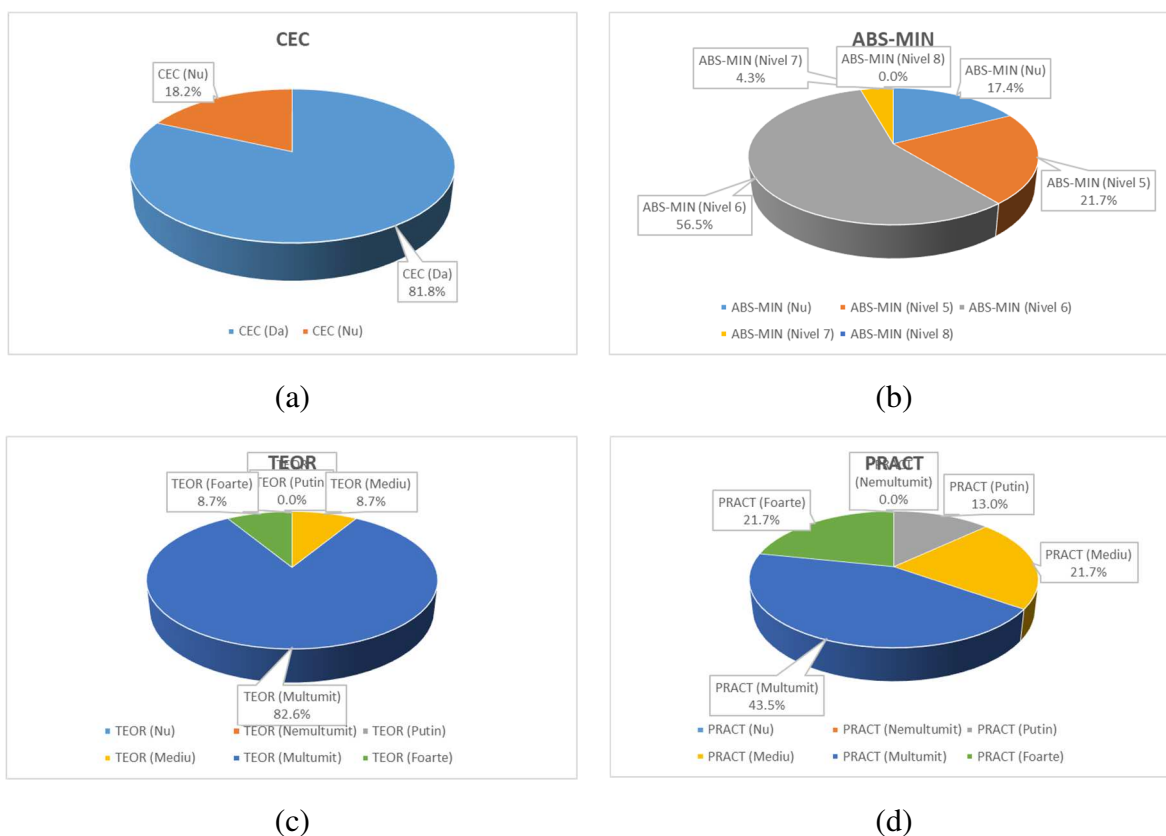 CEC
CEC (Nu)
18.2%
CEC (Da)
81.8%
CEC (Da) CEC (Nu)
(a)
ABS-MIN
ABS-MIN (Nivel 7)
4.3%
ABS-MIN (Nivel 8)
0.0%
ABS-MIN (Nu)
17.4%
ABS-MIN (Nivel 5)
21.7%
ABS-MIN (Nivel 6)
56.5%
ABS-MIN (Nu) ABS-MIN (Nivel 5) ABS-MIN (Nivel 6)
ABS-MIN (Nivel 7) ABS-MIN (Nivel 8)
(b)
TEOR
TEOR (Foarte)
8.7%
TEOR (Putin)
0.0%
TEOR (Mediu)
8.7%
TEOR (Multumit)
82.6%
TEOR (Nu) TEOR (Nemultumit) TEOR (Putin)
TEOR (Mediu) TEOR (Multumit) TEOR (Foarte)
(c)
PRACT
PRACT (Foarte)
21.7%
(Nemultumit)
0.0%
PRACT (Putin)
13.0%
PRACT (Mediu)
21.7%
PRACT (Multumit)
43.5%
PRACT (Nu) PRACT (Nemultumit) PRACT (Putin)
PRACT (Mediu) PRACT (Multumit) PRACT (Foarte)
(d)